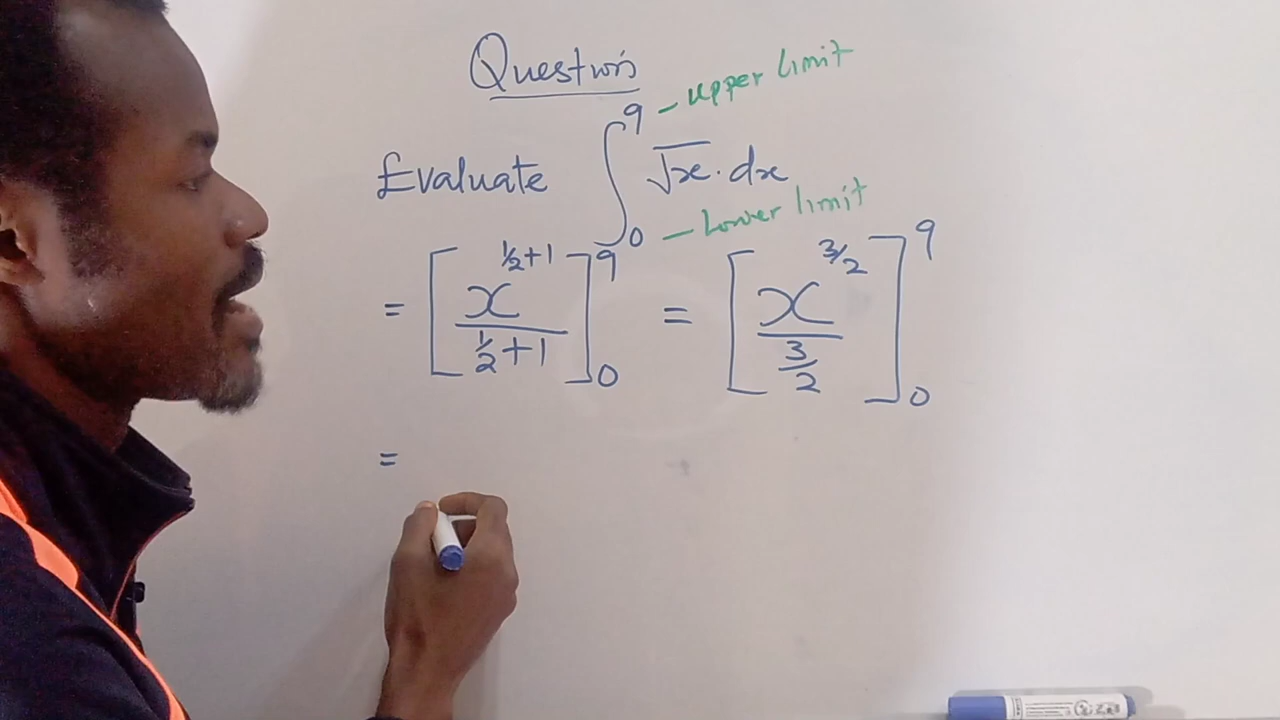 Question
9 – upper limit
Evaluate ∫ √x . dx
0 – Lower limit
= [x^(1/2+1) / (1/2+1)]₀⁹ = [x^(3/2) / (3/2)]₀⁹
=